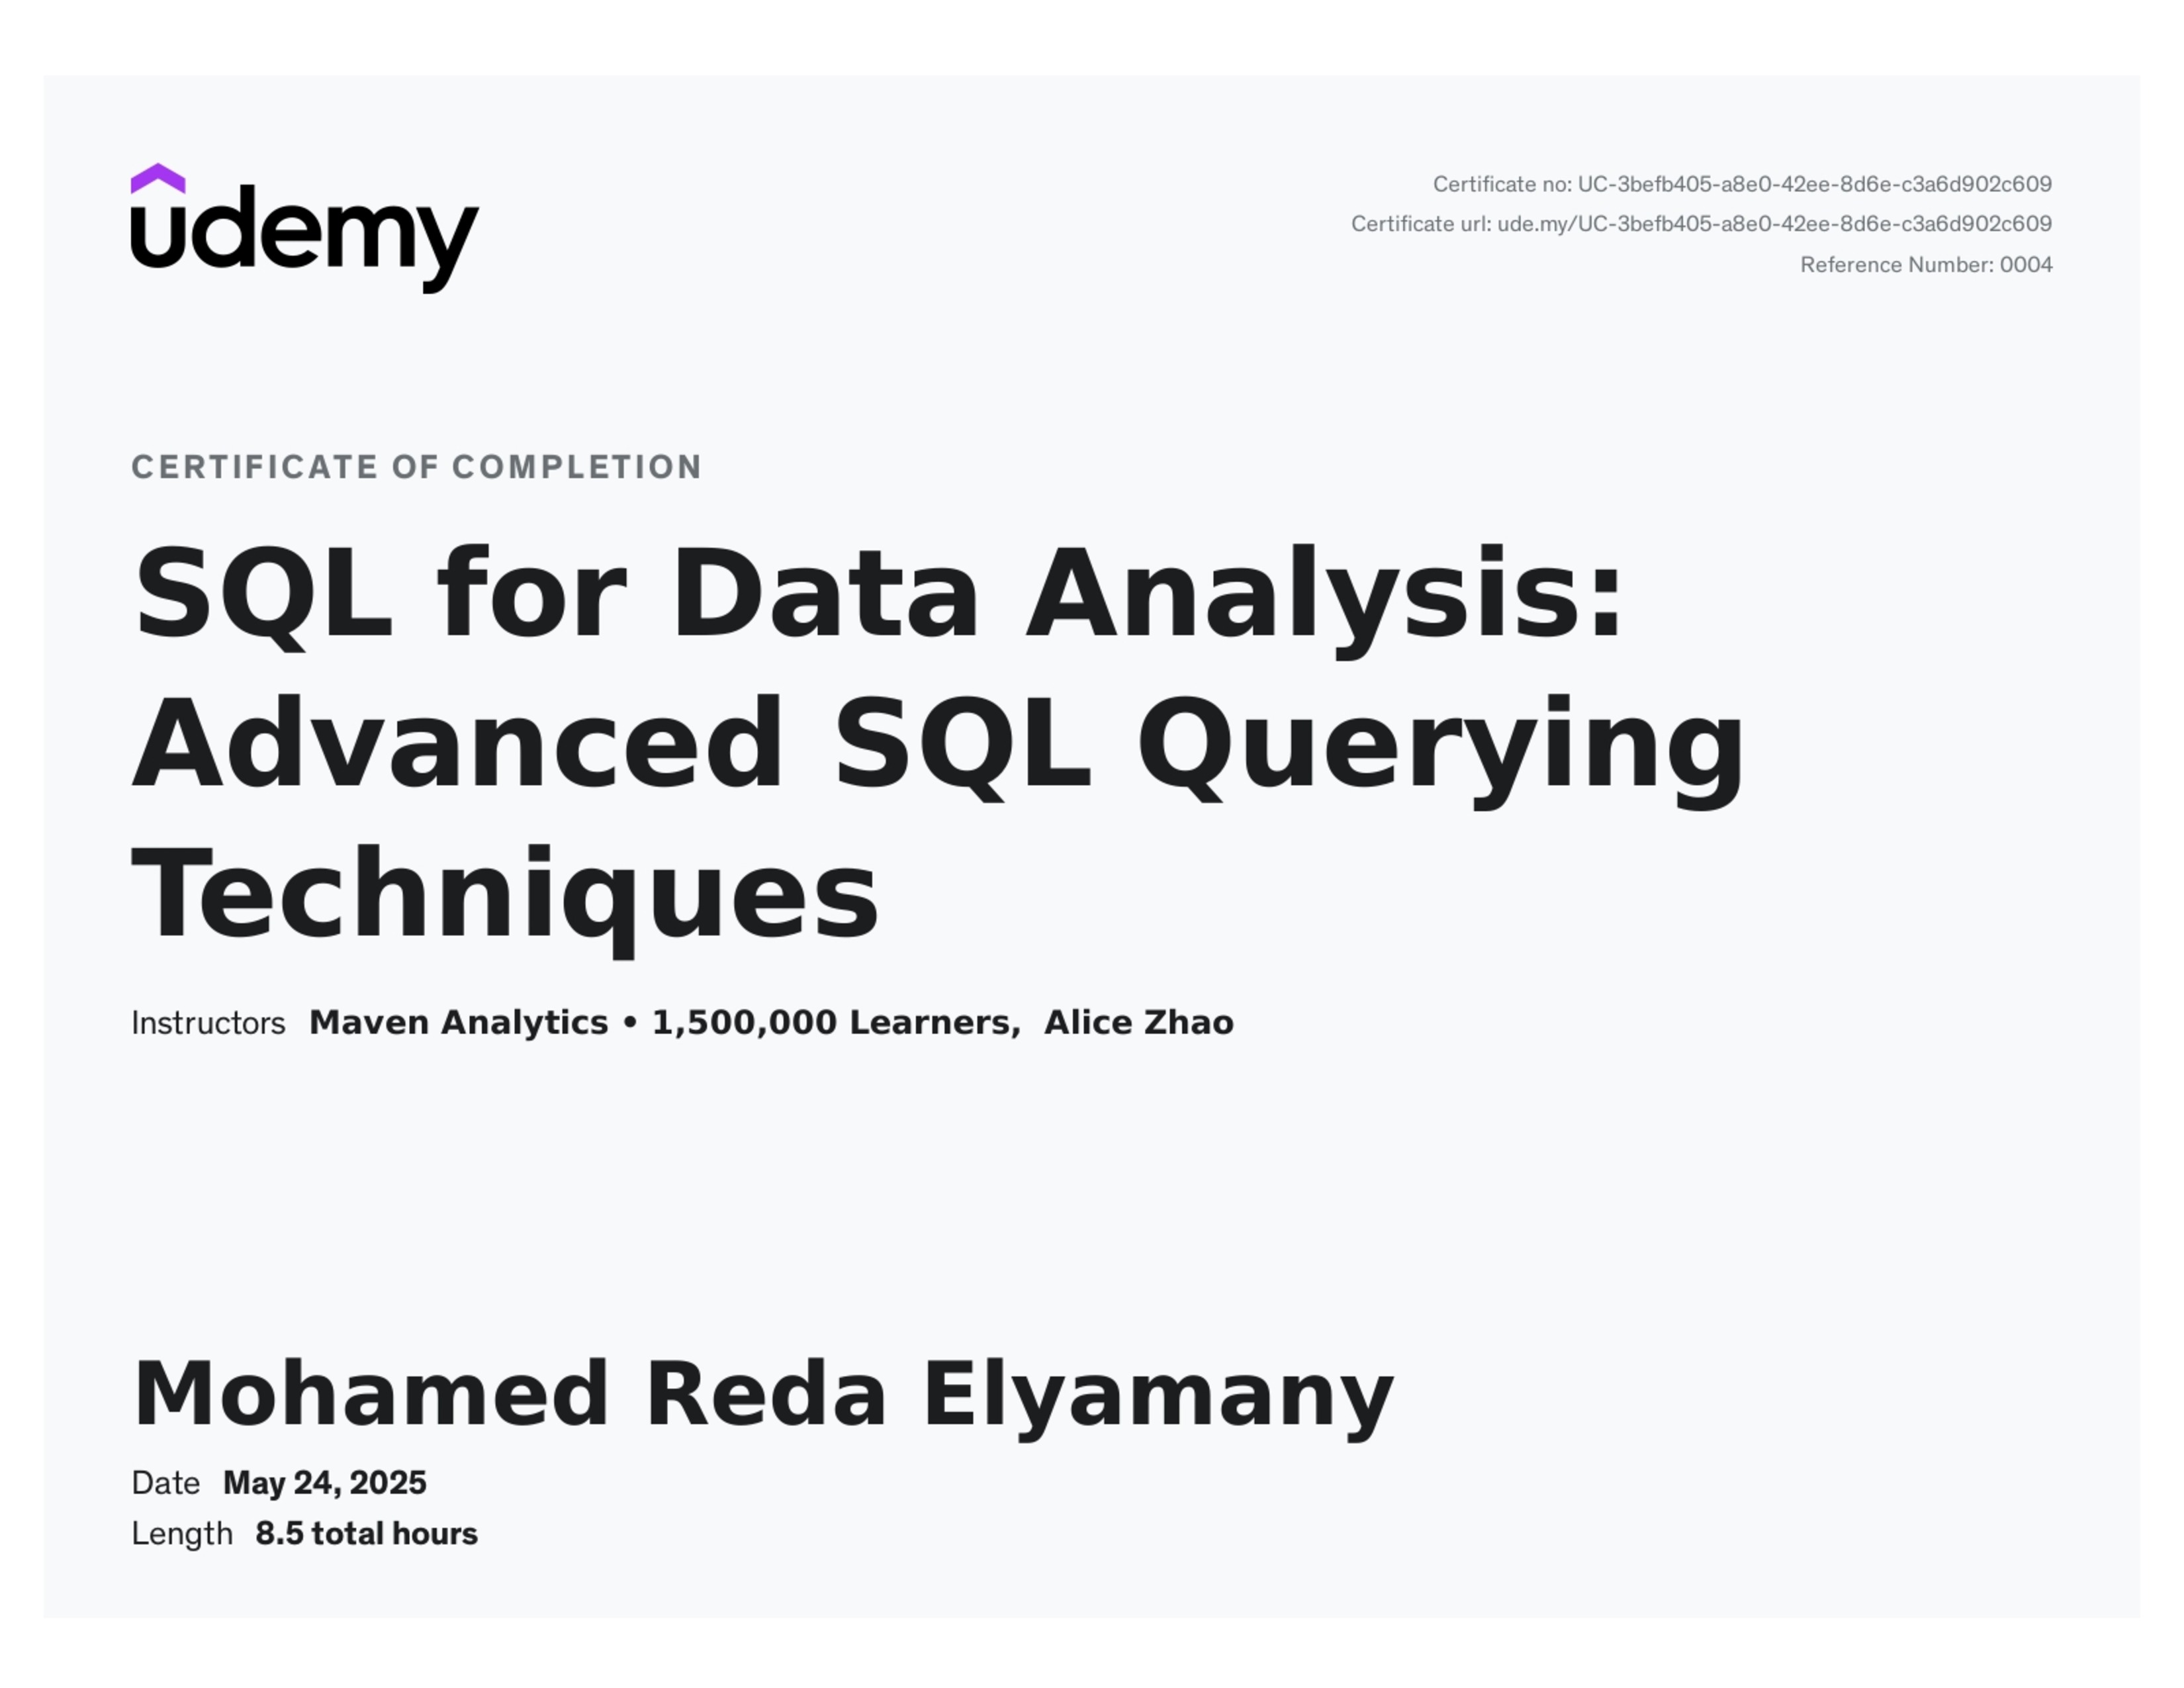 udemy
Certificate no: UC-3befb405-a8e0-42ee-8d6e-c3a6d902c609
Certificate url: ude.my/UC-3befb405-a8e0-42ee-8d6e-c3a6d902c609
Reference Number: 0004
CERTIFICATE OF COMPLETION
SQL for Data Analysis:
Advanced SQL Querying
Techniques
Instructors Maven Analytics • 1,500,000 Learners, Alice Zhao
Mohamed Reda Elyamany
Date May 24, 2025
Length 8.5 total hours